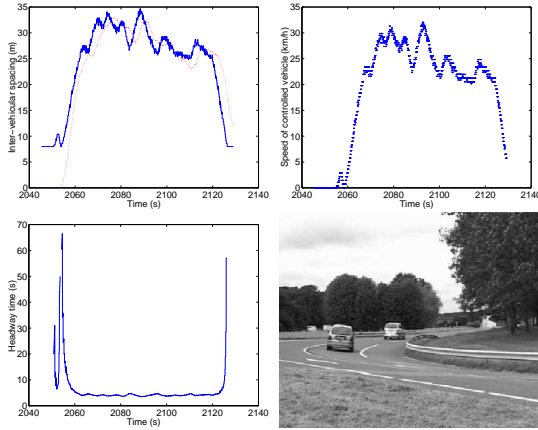 35
30
25
20
15
10
5
0
Inter−vehicular spacing (m)
2040 2060 2080 2100 2120 2140
Time (s)
35
30
25
20
15
10
5
0
Speed of controlled vehicle (km/h)
2040 2060 2080 2100 2120 2140
Time (s)
70
60
50
40
30
20
10
0
Headway time (s)
2040 2060 2080 2100 2120 2140
Time (s)